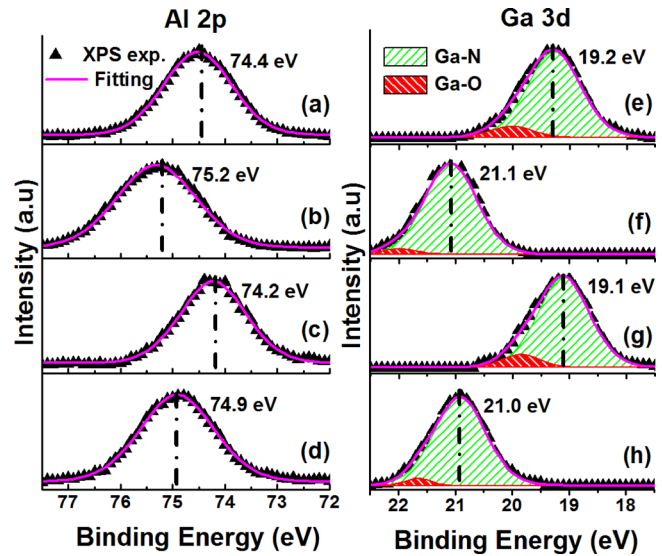 Al 2p
Ga 3d
XPS exp.
Fitting
74.4 eV
(a)
75.2 eV
(b)
74.2 eV
(c)
74.9 eV
(d)
Intensity (a.u)
77 76 75 74 73 72
Binding Energy (eV)
Ga-N
Ga-O
19.2 eV
(e)
21.1 eV
(f)
19.1 eV
(g)
21.0 eV
(h)
Intensity (a.u)
22 21 20 19 18
Binding Energy (eV)